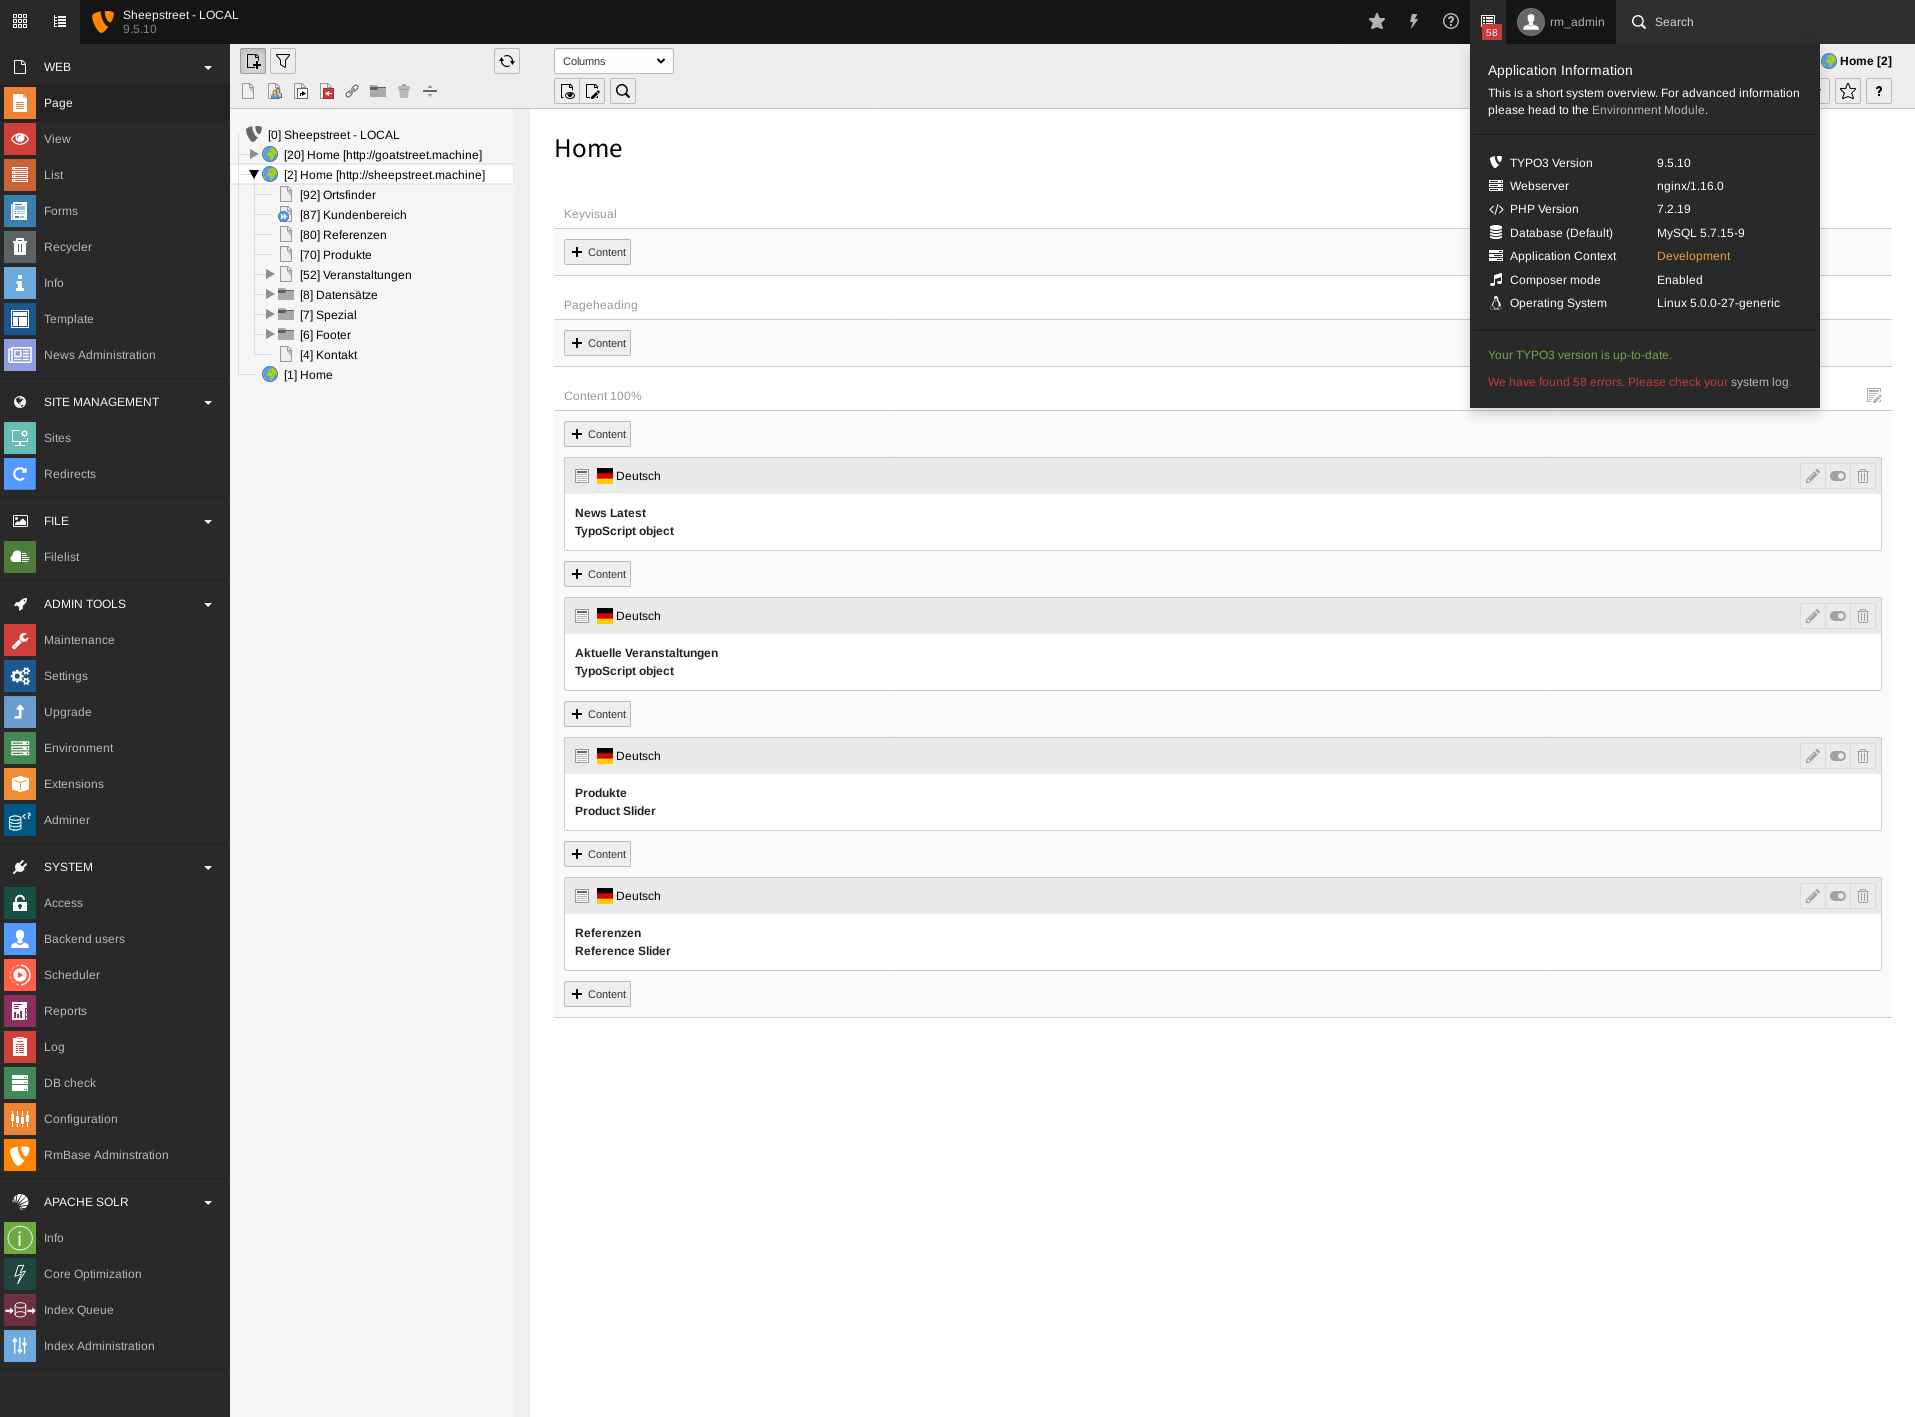 Sheepstreet - LOCAL
9.5.10
58
rm_admin
Search
WEB
Page
View
List
Forms
Recycler
Info
Template
News Administration
SITE MANAGEMENT
Sites
Redirects
FILE
Filelist
ADMIN TOOLS
Maintenance
Settings
Upgrade
Environment
Extensions
Adminer
SYSTEM
Access
Backend users
Scheduler
Reports
Log
DB check
Configuration
RmBase Adminstration
APACHE SOLR
Info
Core Optimization
Index Queue
Index Administration
[0] Sheepstreet - LOCAL
[20] Home [http://goatstreet.machine]
[2] Home [http://sheepstreet.machine]
[92] Ortsfinder
[87] Kundenbereich
[80] Referenzen
[70] Produkte
[52] Veranstaltungen
[8] Datensätze
[7] Spezial
[6] Footer
[4] Kontakt
[1] Home
Columns
Home [2]
?
Home
Keyvisual
Content
Pageheading
Content
Content 100%
Content
Deutsch
News Latest
TypoScript object
Content
Deutsch
Aktuelle Veranstaltungen
TypoScript object
Content
Deutsch
Produkte
Product Slider
Content
Deutsch
Referenzen
Reference Slider
Content
Application Information
This is a short system overview. For advanced information
please head to the Environment Module.
TYPO3 Version 9.5.10
Webserver nginx/1.16.0
PHP Version 7.2.19
Database (Default) MySQL 5.7.15-9
Application Context Development
Composer mode Enabled
Operating System Linux 5.0.0-27-generic
Your TYPO3 version is up-to-date.
We have found 58 errors. Please check your system log.